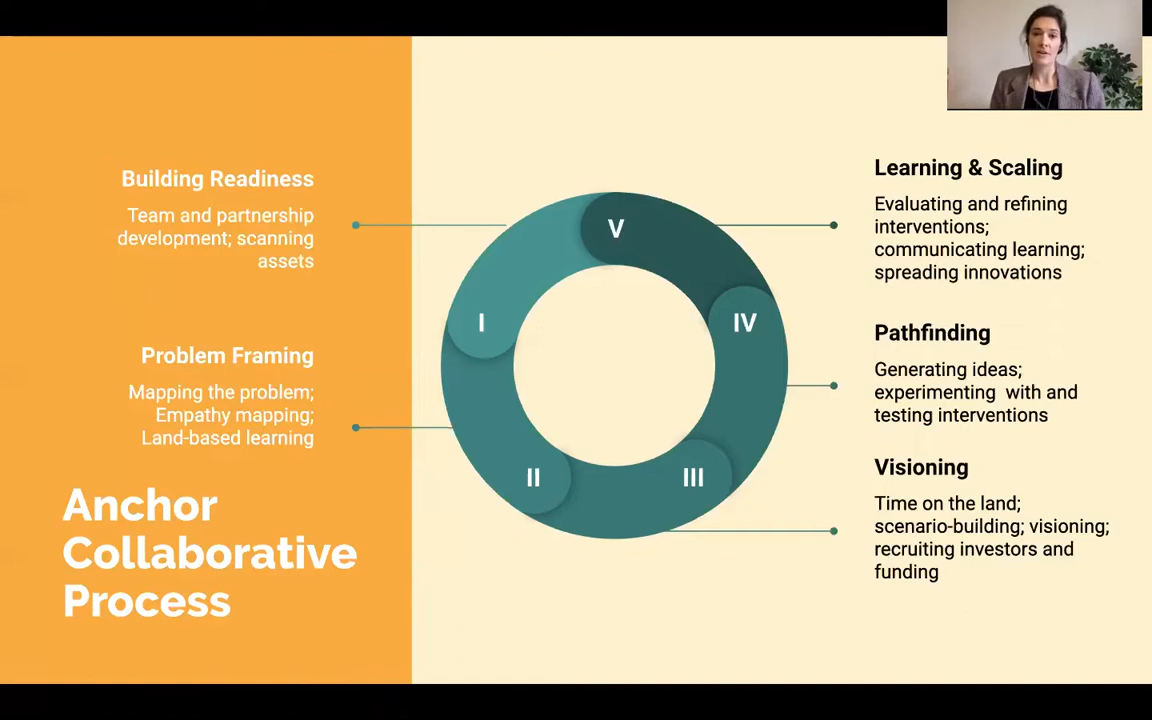 Building Readiness
Team and partnership
development; scanning
assets
Problem Framing
Mapping the problem;
Empathy mapping;
Land-based learning
Anchor
Collaborative
Process
I
II
III
IV
V
Learning & Scaling
Evaluating and refining
interventions;
communicating learning;
spreading innovations
Pathfinding
Generating ideas;
experimenting with and
testing interventions
Visioning
Time on the land;
scenario-building; visioning;
recruiting investors and
funding